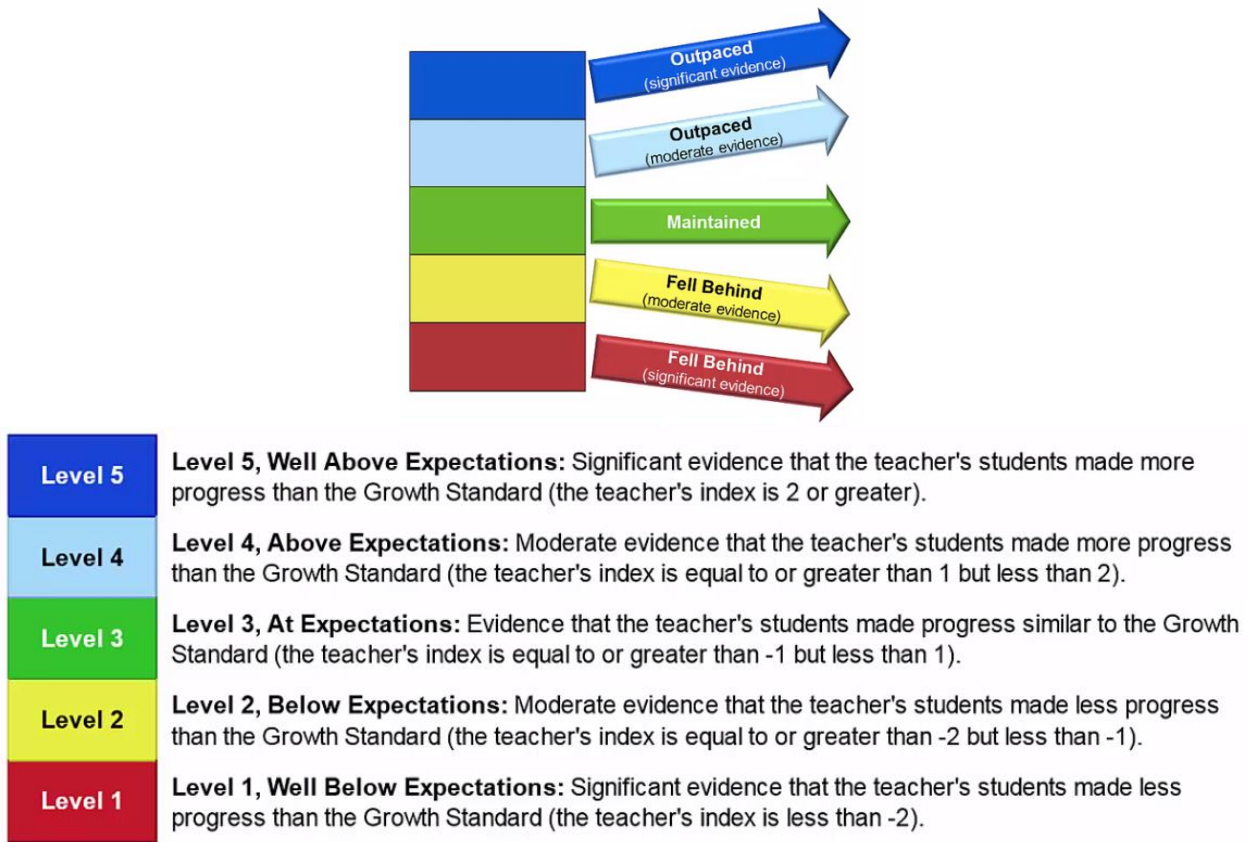 Outpaced
(significant evidence)
Outpaced
(moderate evidence)
Maintained
Fell Behind
(moderate evidence)
Fell Behind
(significant evidence)
Level 5
Level 5, Well Above Expectations: Significant evidence that the teacher's students made more
progress than the Growth Standard (the teacher's index is 2 or greater).
Level 4
Level 4, Above Expectations: Moderate evidence that the teacher's students made more progress
than the Growth Standard (the teacher's index is equal to or greater than 1 but less than 2).
Level 3
Level 3, At Expectations: Evidence that the teacher's students made progress similar to the Growth
Standard (the teacher's index is equal to or greater than -1 but less than 1).
Level 2
Level 2, Below Expectations: Moderate evidence that the teacher's students made less progress
than the Growth Standard (the teacher's index is equal to or greater than -2 but less than -1).
Level 1
Level 1, Well Below Expectations: Significant evidence that the teacher's students made less
progress than the Growth Standard (the teacher's index is less than -2).